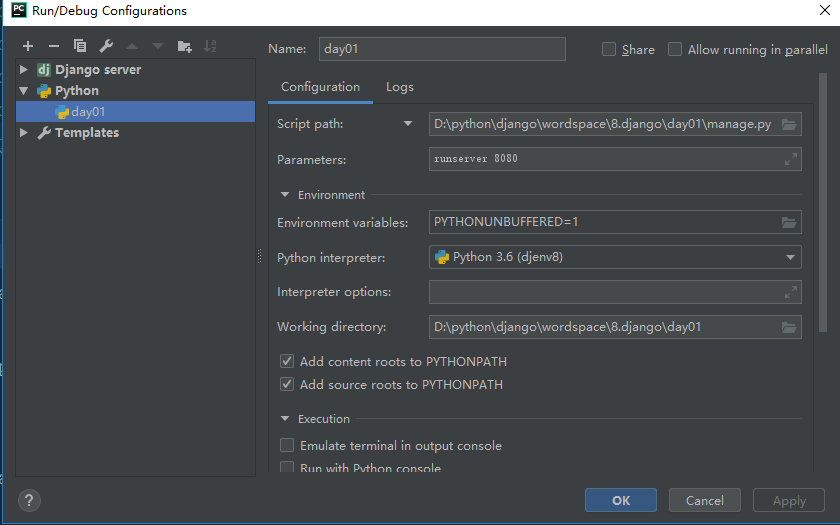 PC Run/Debug Configurations
Name: day01 Share Allow running in parallel
dj Django server
Python
day01
Templates
Configuration Logs
Script path: D:\python\django\wordspace\8.django\day01\manage.py
Parameters: runserver 8080
Environment
Environment variables: PYTHONUNBUFFERED=1
Python interpreter: Python 3.6 (djenv8)
Interpreter options:
Working directory: D:\python\django\wordspace\8.django\day01
Add content roots to PYTHONPATH
Add source roots to PYTHONPATH
Execution
Emulate terminal in output console
Run with Python console
? OK Cancel Apply